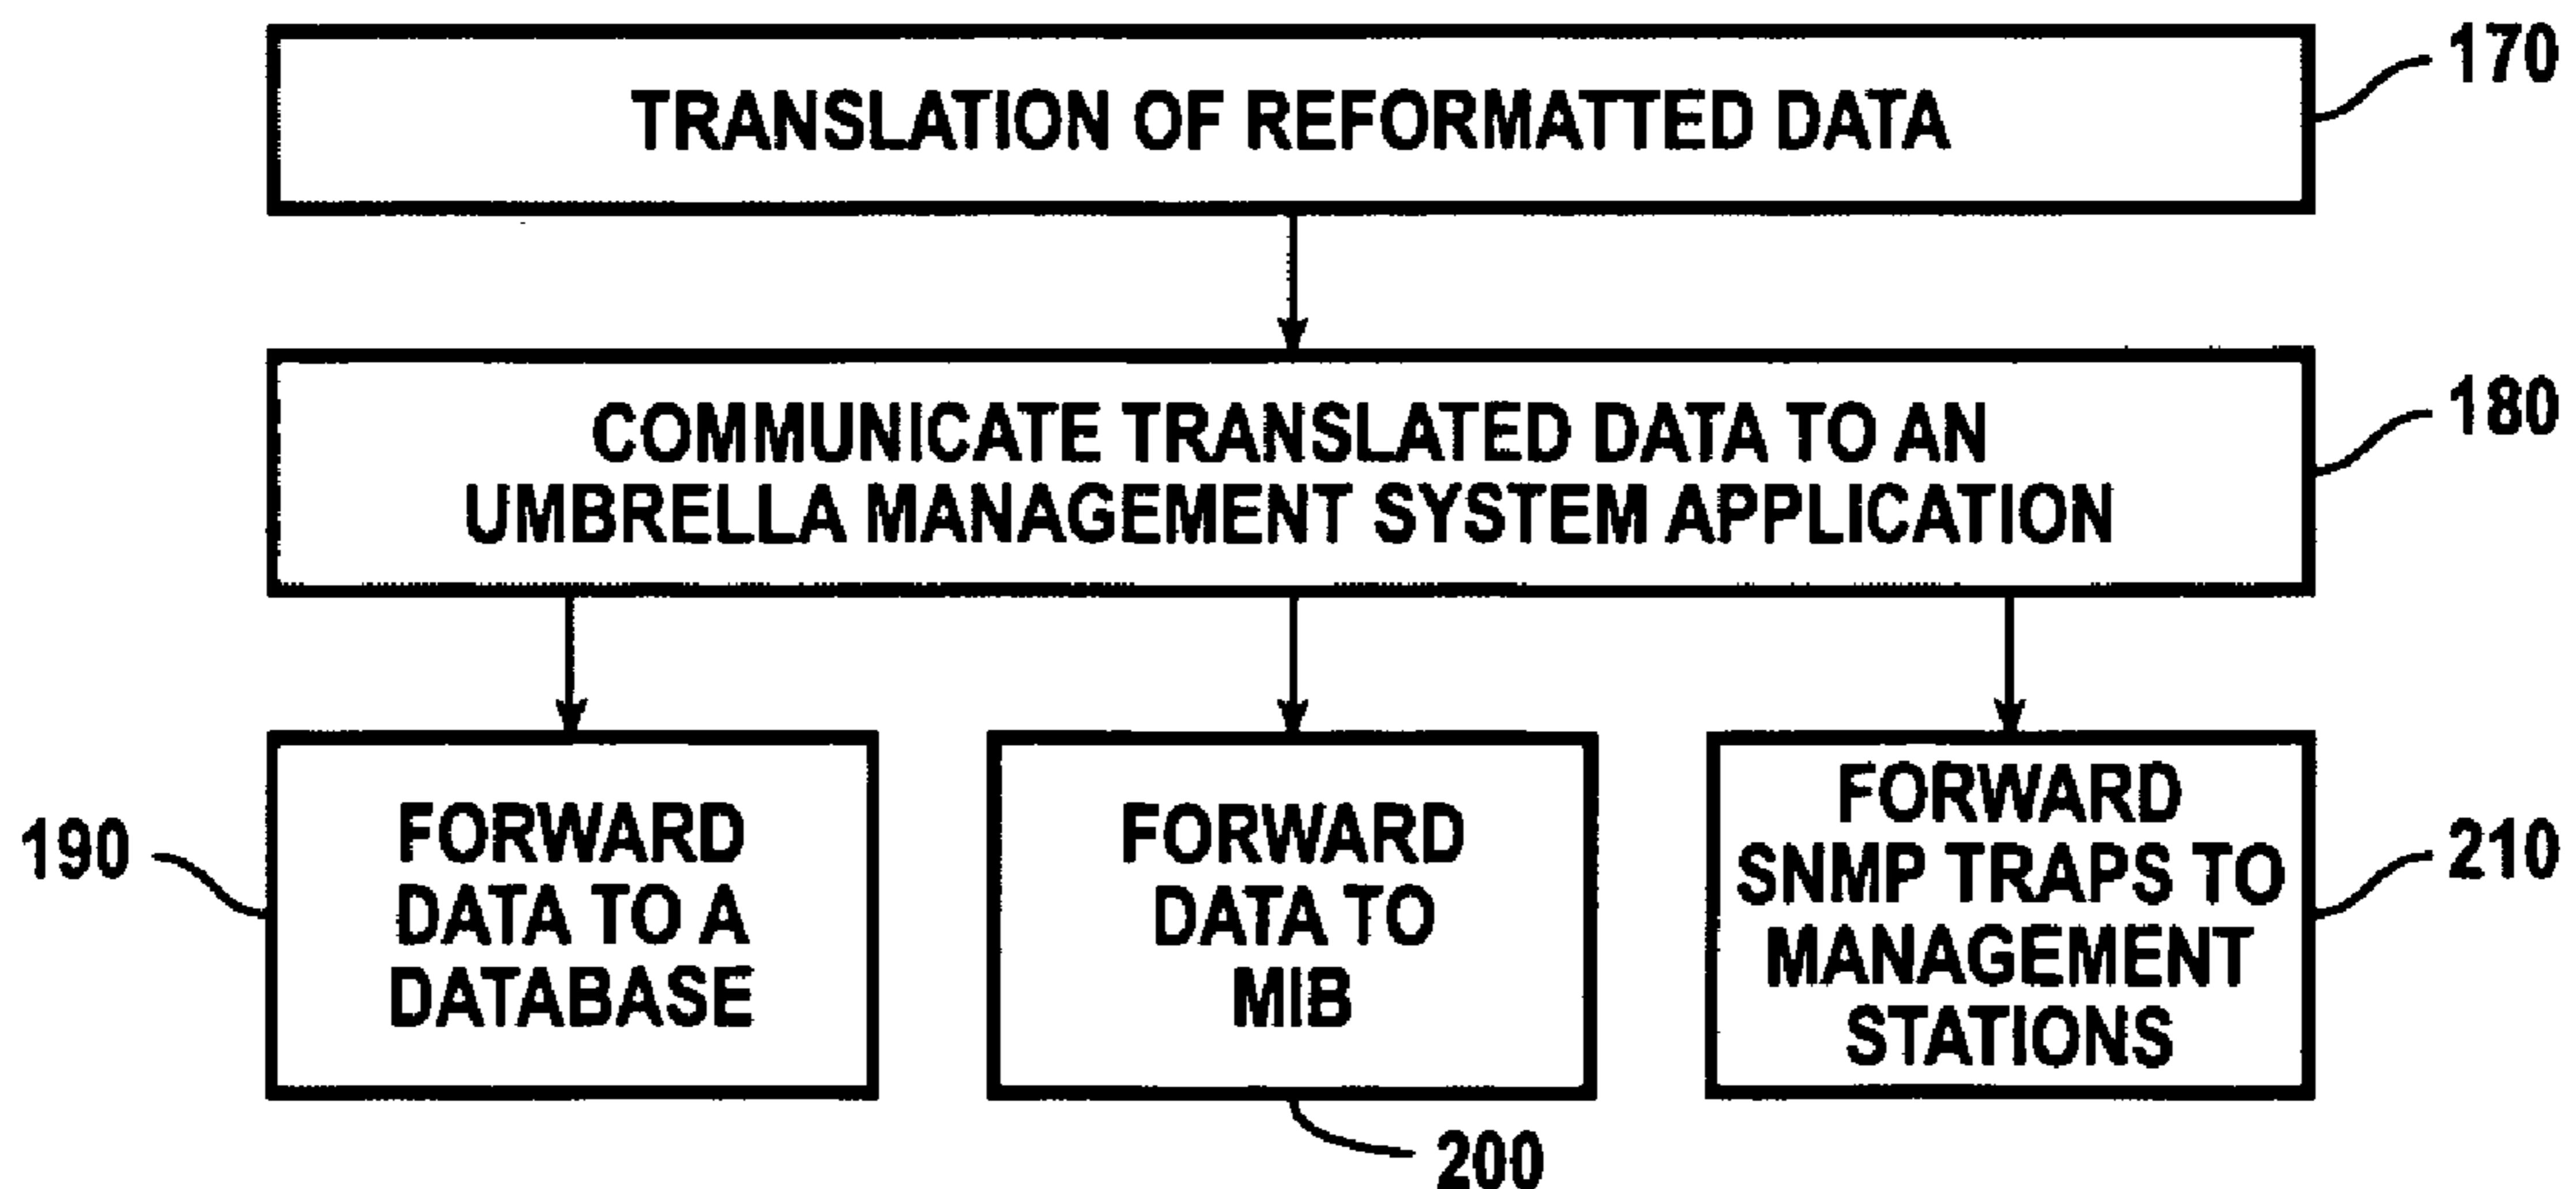 TRANSLATION OF REFORMATTED DATA
170
COMMUNICATE TRANSLATED DATA TO AN
UMBRELLA MANAGEMENT SYSTEM APPLICATION
180
190
FORWARD
DATA TO A
DATABASE
FORWARD
DATA TO
MIB
200
FORWARD
SNMP TRAPS TO
MANAGEMENT
STATIONS
210